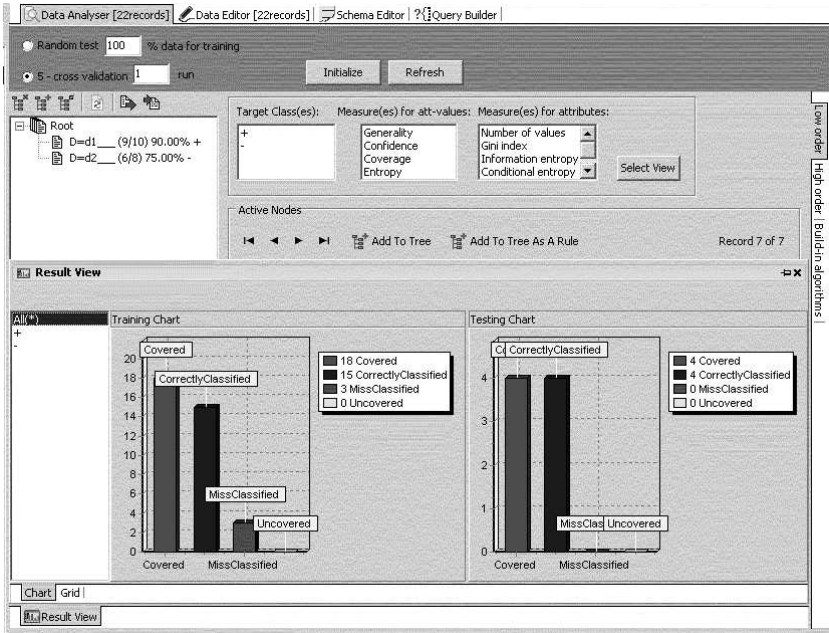 Data Analyser [22records] Data Editor [22records] Schema Editor ?{ Query Builder
Random test 100 % data for training
5 - cross validation 1 run Initialize Refresh
Root
D=d1___(9/10) 90.00% +
D=d2___(6/8) 75.00% -
Target Class(es): Measure(es) for att-values: Measure(es) for attributes:
+
-
Generality
Confidence
Coverage
Entropy
Number of values
Gini index
Information entropy
Conditional entropy
Select View
Active Nodes
Add To Tree Add To Tree As A Rule Record 7 of 7
Low order
High order
Build-in algorithms
Result View
All(*)
+
-
Training Chart
Covered
CorrectlyClassified
MissClassified
Uncovered
20
18
16
14
12
10
8
6
4
2
0
Covered MissClassified
18 Covered
15 CorrectlyClassified
3 MissClassified
0 Uncovered
Testing Chart
CorrectlyClassified
Uncovered
4
3
2
1
0
Covered MissClassified
4 Covered
4 CorrectlyClassified
0 MissClassified
0 Uncovered
Chart Grid
Result View